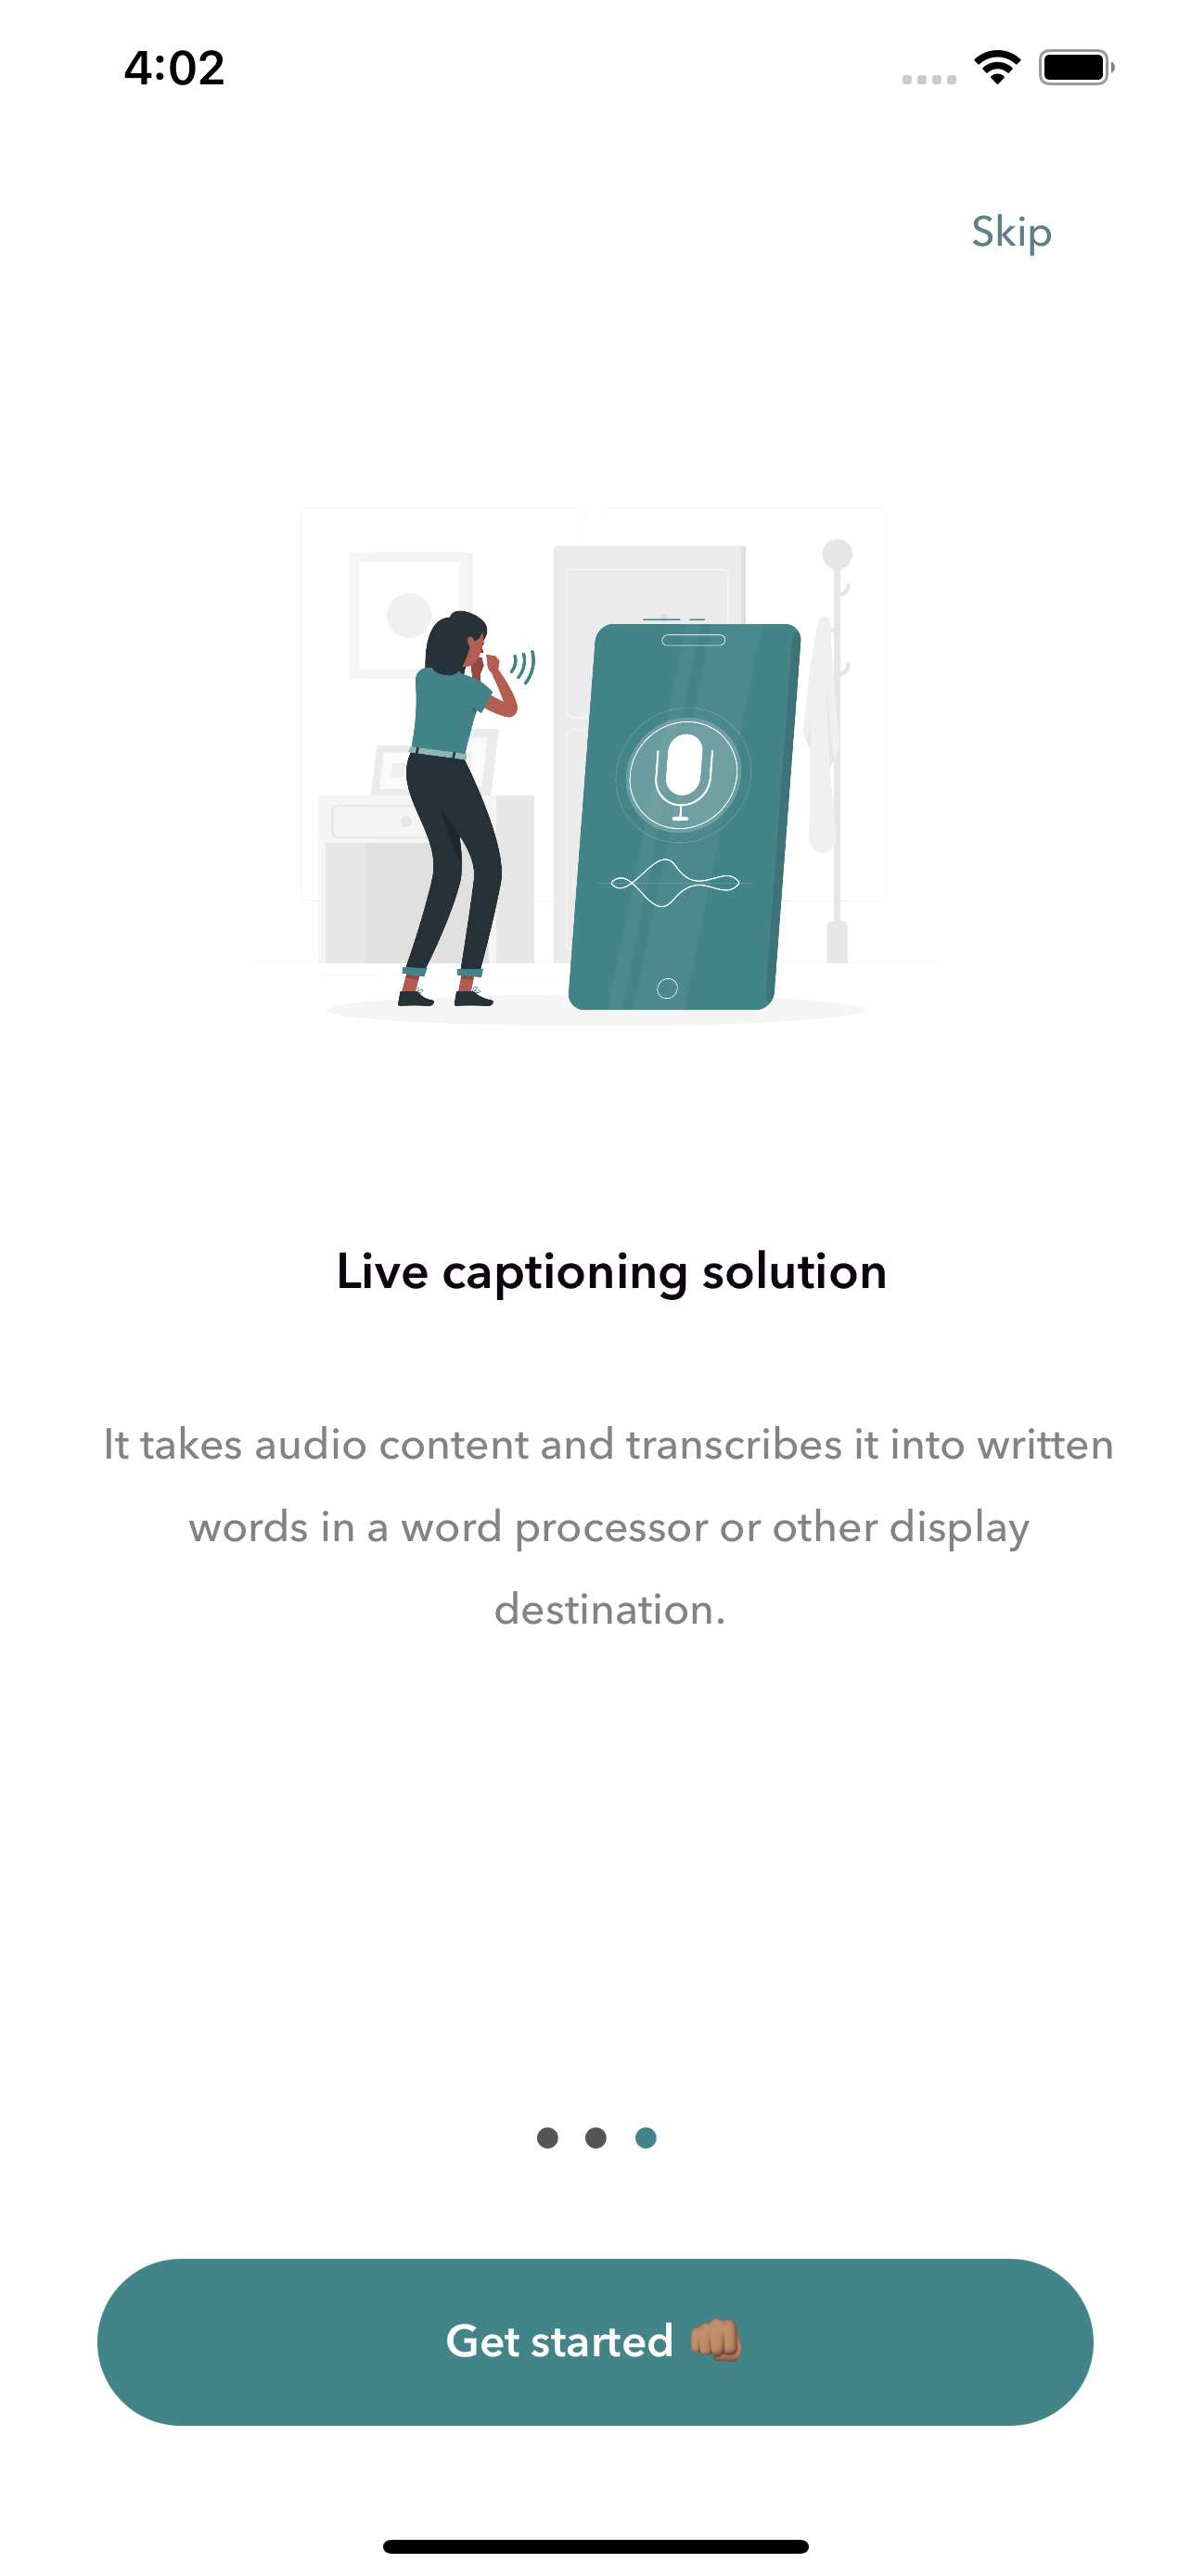 4:02
Skip
Live captioning solution
It takes audio content and transcribes it into written
words in a word processor or other display
destination.
Get started 👊🏽